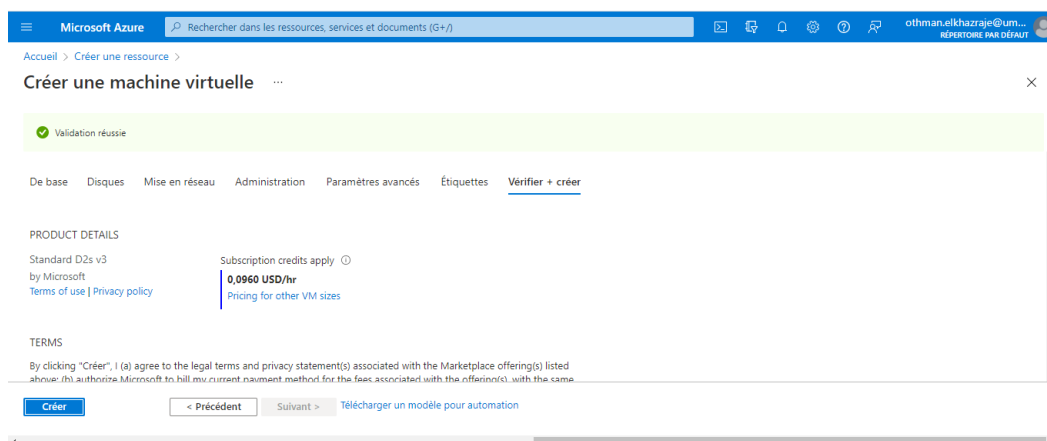 Microsoft Azure
Rechercher dans les ressources, services et documents (G+/)
othman.elkhazraje@um...
RÉPERTOIRE PAR DÉFAUT
Accueil > Créer une ressource >
Créer une machine virtuelle ...
Validation réussie
De base Disques Mise en réseau Administration Paramètres avancés Étiquettes Vérifier + créer
PRODUCT DETAILS
Standard D2s v3
by Microsoft
Terms of use | Privacy policy
Subscription credits apply
0,0960 USD/hr
Pricing for other VM sizes
TERMS
By clicking "Créer", I (a) agree to the legal terms and privacy statement(s) associated with the Marketplace offering(s) listed
above; (b) authorize Microsoft to bill my current payment method for the fees associated with the offering(s), with the same
Créer < Précédent Suivant > Télécharger un modèle pour automation